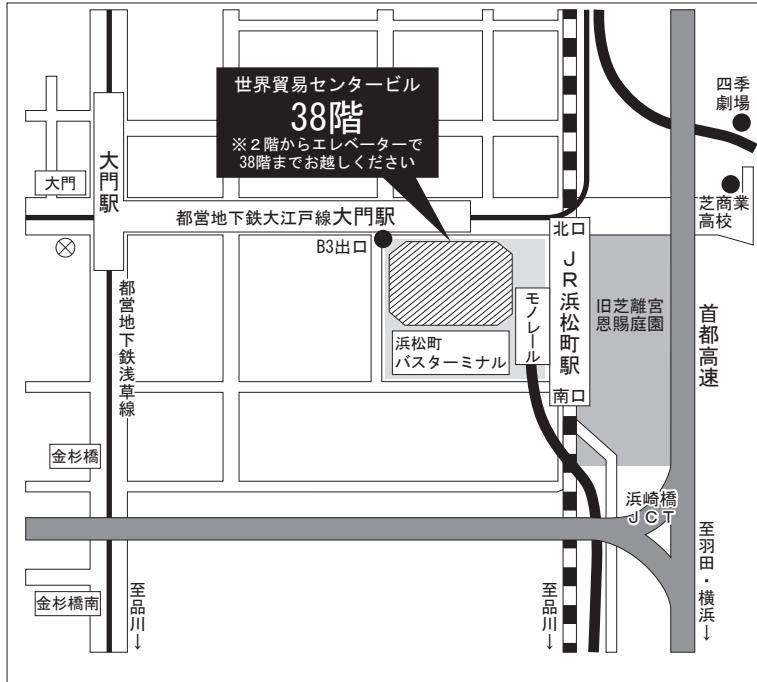 世界貿易センタービル
38階
※２階からエレベーターで
38階までお越しください
四季
劇場
大門駅
大門
芝商業
高校
都営地下鉄大江戸線大門駅
北口
B3出口
JR浜松町駅
都営地下鉄浅草線
モノレール
旧芝離宮
恩賜庭園
首都高速
浜松町
バスターミナル
南口
金杉橋
浜崎橋
ＪＣＴ
至羽田・横浜→
金杉橋南
至品川→
至品川→